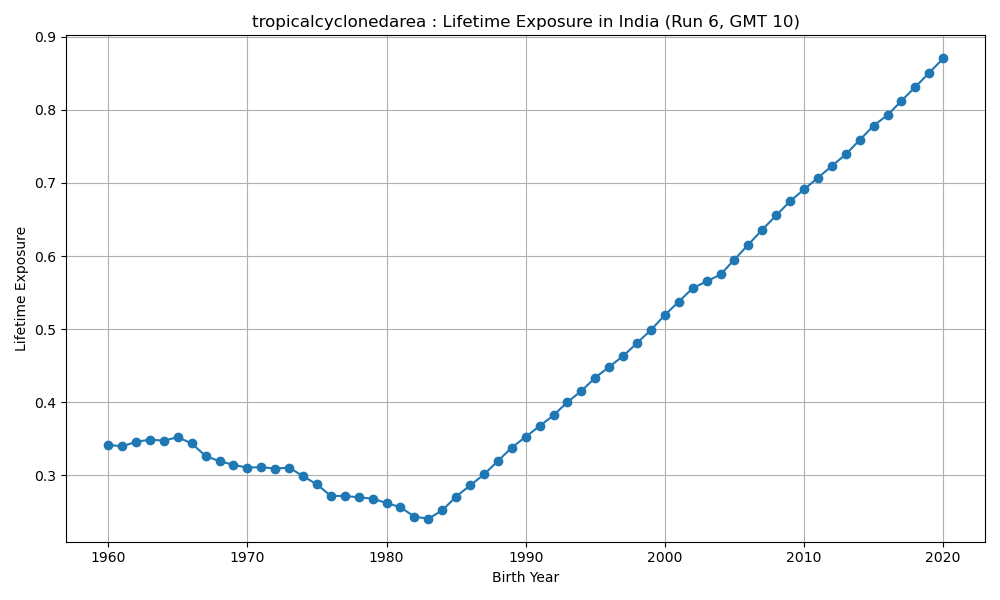 tropicalcyclonedarea : Lifetime Exposure in India (Run 6, GMT 10)
Lifetime Exposure
0.9
0.8
0.7
0.6
0.5
0.4
0.3
1960 1970 1980 1990 2000 2010 2020
Birth Year